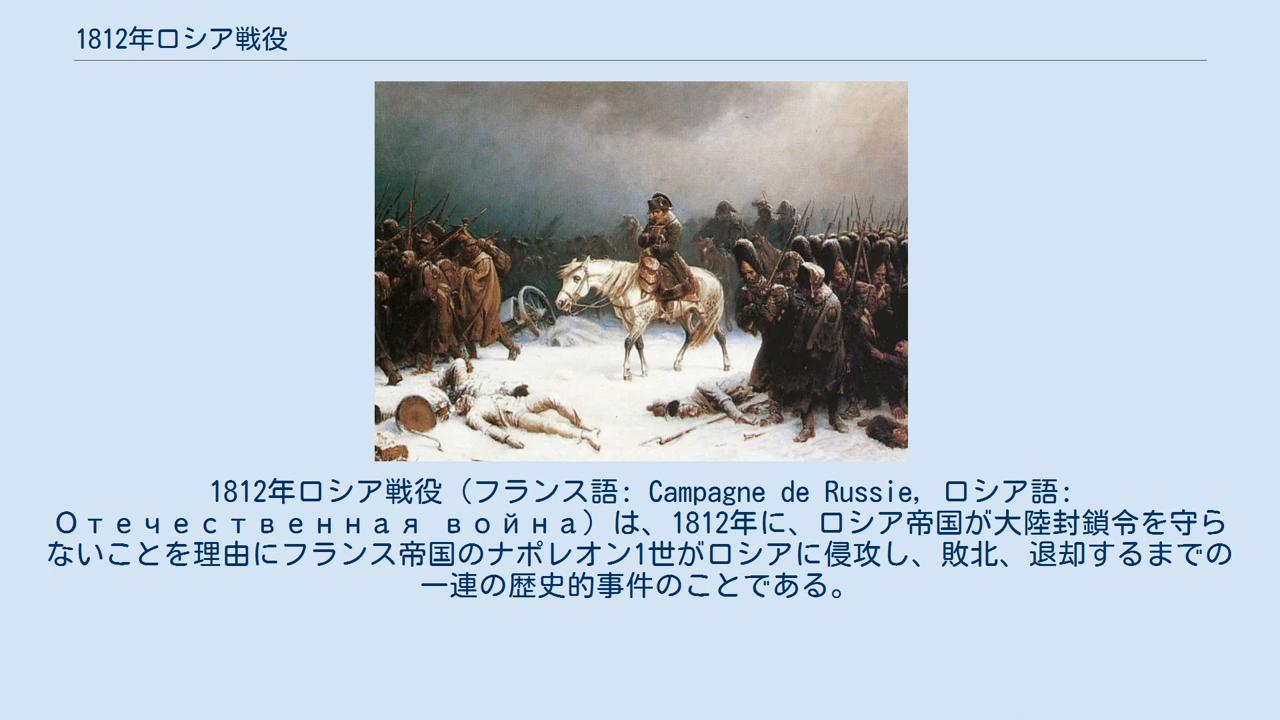 1812年ロシア戦役
1812年ロシア戦役（フランス語: Campagne de Russie, ロシア語:
Отечественная война）は、1812年に、ロシア帝国が大陸封鎖令を守ら
ないことを理由にフランス帝国のナポレオン1世がロシアに侵攻し、敗北、退却するまでの
一連の歴史的事件のことである。